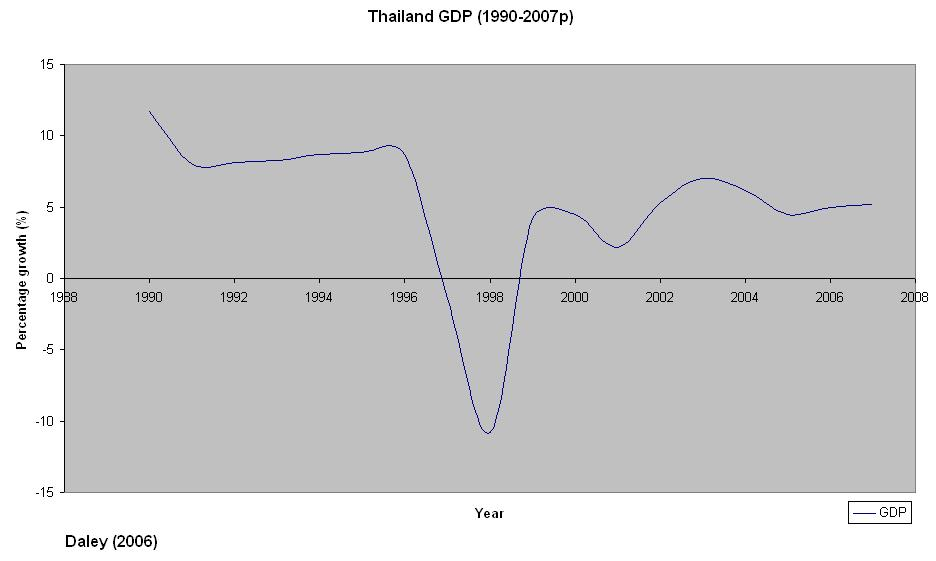 Thailand GDP (1990-2007p)
15
10
5
0
-5
-10
-15
1988 1990 1992 1994 1996 1998 2000 2002 2004 2006 2008
Percentage growth (%)
Year
GDP
Daley (2006)